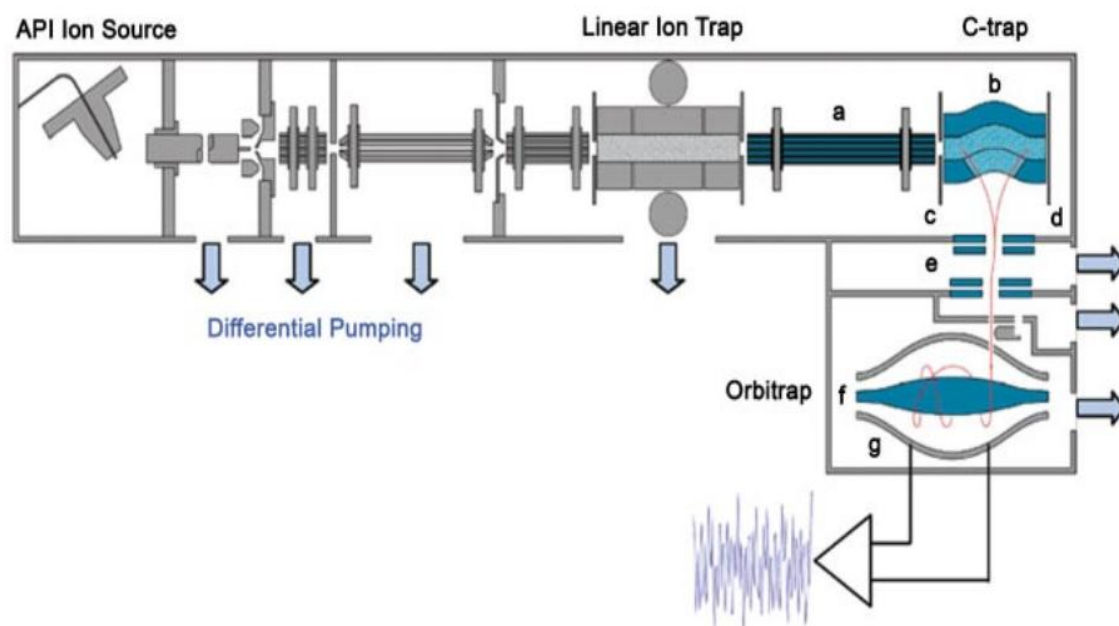 API Ion Source
Linear Ion Trap
C-trap
a
b
c
d
e
Differential Pumping
Orbitrap
f
g